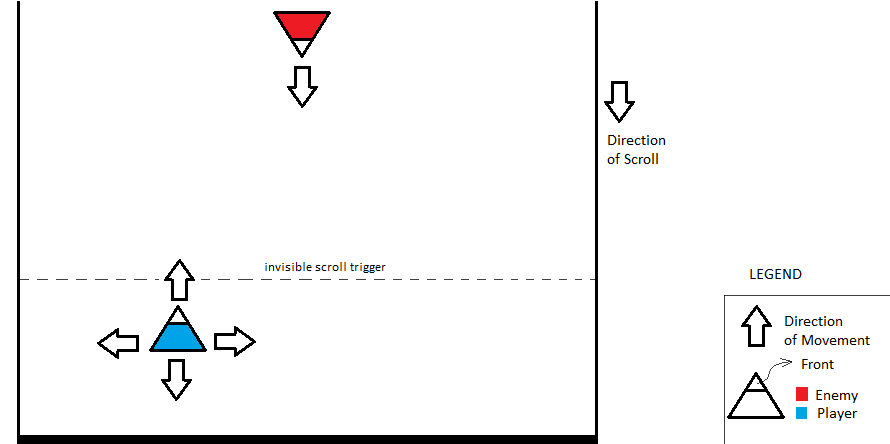 Direction
of Scroll
invisible scroll trigger
LEGEND
Direction
of Movement
Front
Enemy
Player